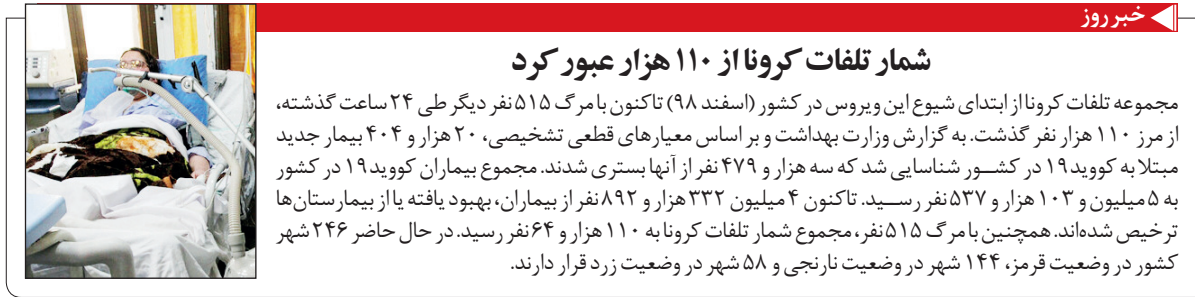 خبر روز
شمار تلفات کرونا از ۱۱۰ هزار عبور کرد
مجموعه تلفات کرونا از ابتدای شیوع این ویروس در کشور (اسفند ۹۸) تاکنون با مرگ ۵۱۵ نفر دیگر طی ۲۴ ساعت گذشته،
از مرز ۱۱۰ هزار نفر گذشت. به گزارش وزارت بهداشت و بر اساس معیارهای قطعی تشخیصی، ۲۰ هزار و ۴۰۴ بیمار جدید
مبتلا به کووید ۱۹ در کشور شناسایی شد که سه هزار و ۴۷۹ نفر از آنها بستری شدند. مجموع بیماران کووید ۱۹ در کشور
به ۵ میلیون و ۱۰۳ هزار و ۵۳۷ نفر رسید. تاکنون ۴ میلیون ۳۳۲ هزار و ۸۹۲ نفر از بیماران، بهبود یافته یا از بیمارستان‌ها
ترخیص شده‌اند. همچنین با مرگ ۵۱۵ نفر، مجموع شمار تلفات کرونا به ۱۱۰ هزار و ۶۴ نفر رسید. در حال حاضر ۲۴۶ شهر
کشور در وضعیت قرمز، ۱۴۴ شهر در وضعیت نارنجی و ۵۸ شهر در وضعیت زرد قرار دارند.